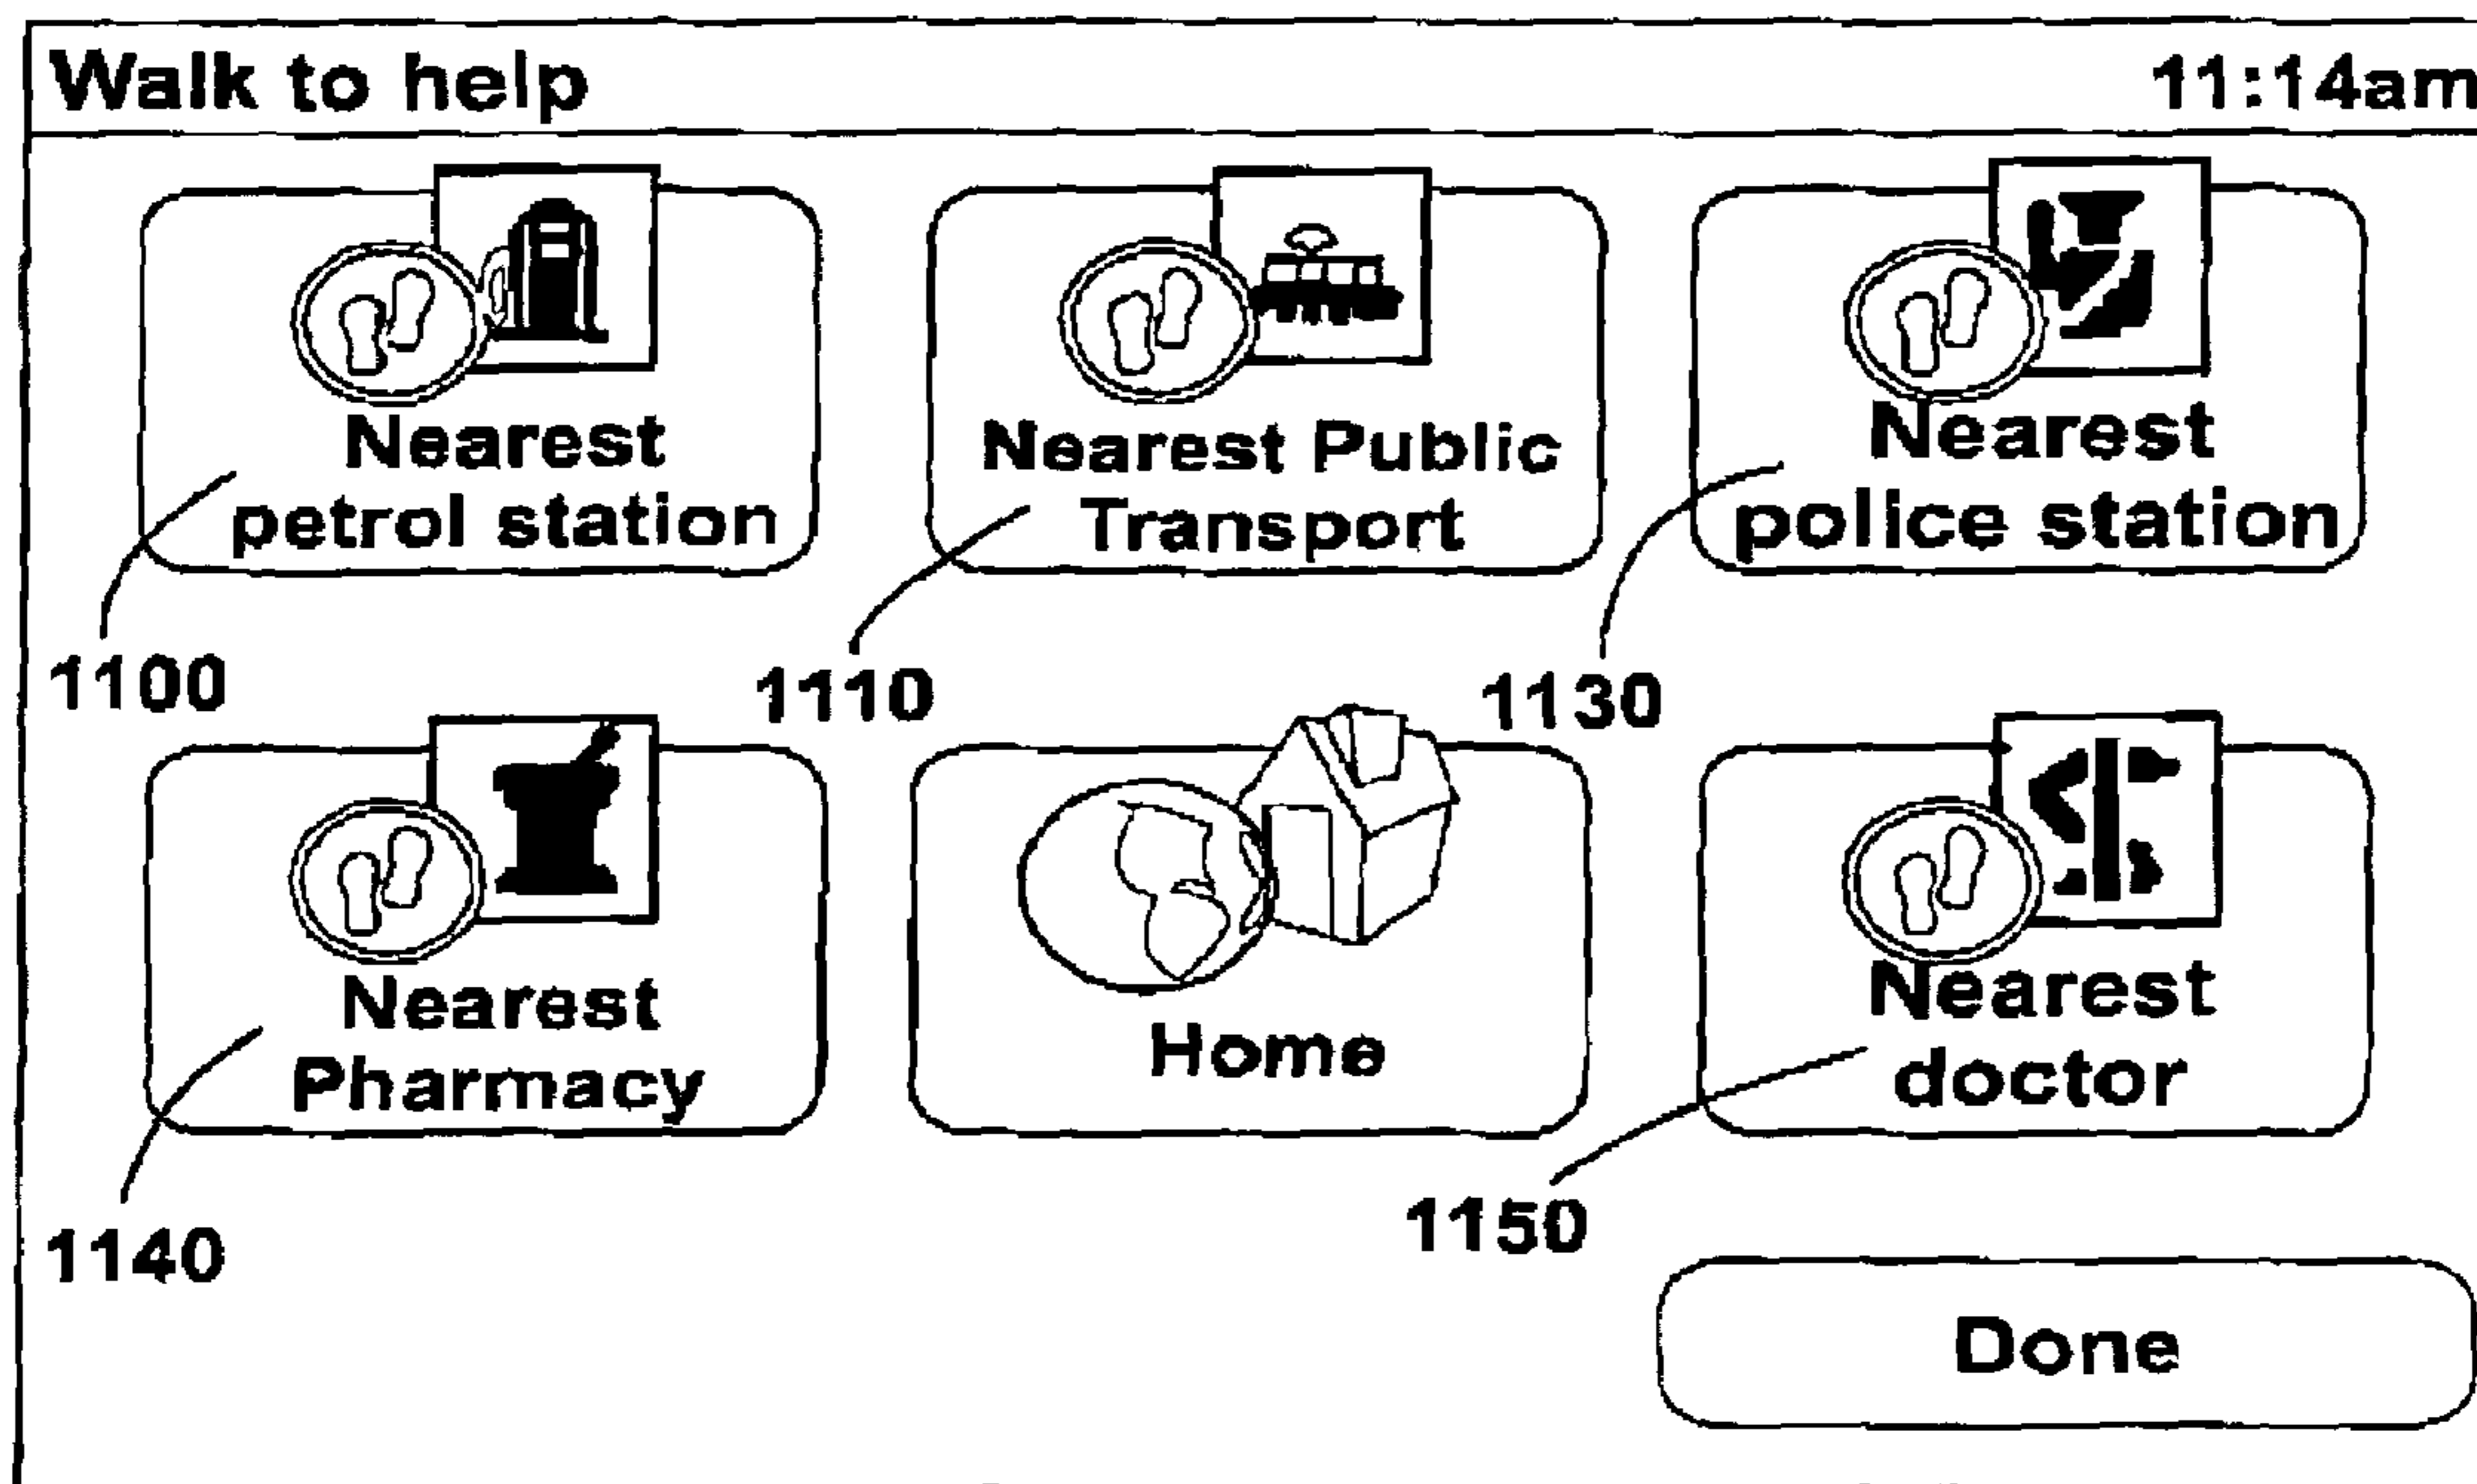 Walk to help 11:14am
Nearest
petrol station
Nearest Public
Transport
Nearest
police station
1100
1110
1130
Nearest
Pharmacy
Home
Nearest
doctor
1140
1150
Done